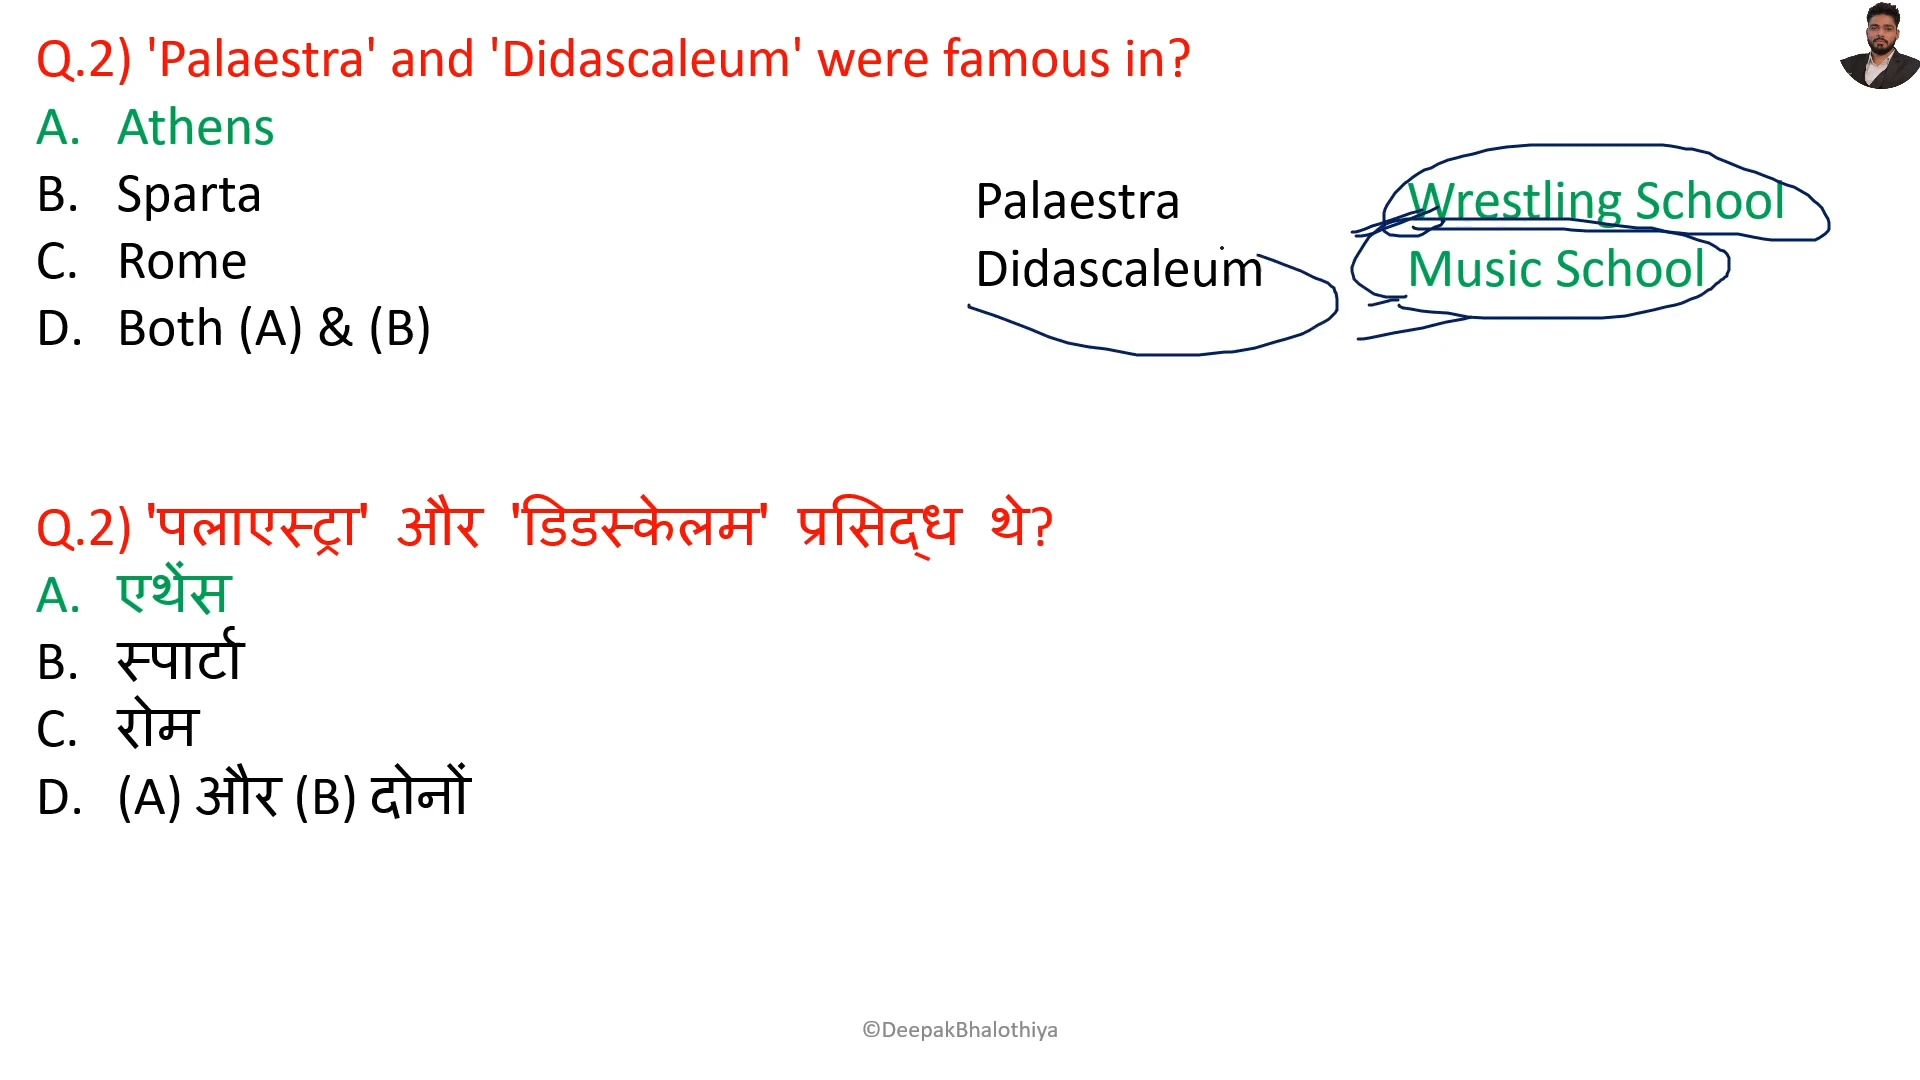 Q.2) 'Palaestra' and 'Didascaleum' were famous in?
A. Athens
B. Sparta
C. Rome
D. Both (A) & (B)
Palaestra Wrestling School
Didascaleum Music School
Q.2) 'पलाएस्ट्रा' और 'डिडस्केलम' प्रसिद्ध थे?
A. एथेंस
B. स्पार्टा
C. रोम
D. (A) और (B) दोनों
©DeepakBhalothiya